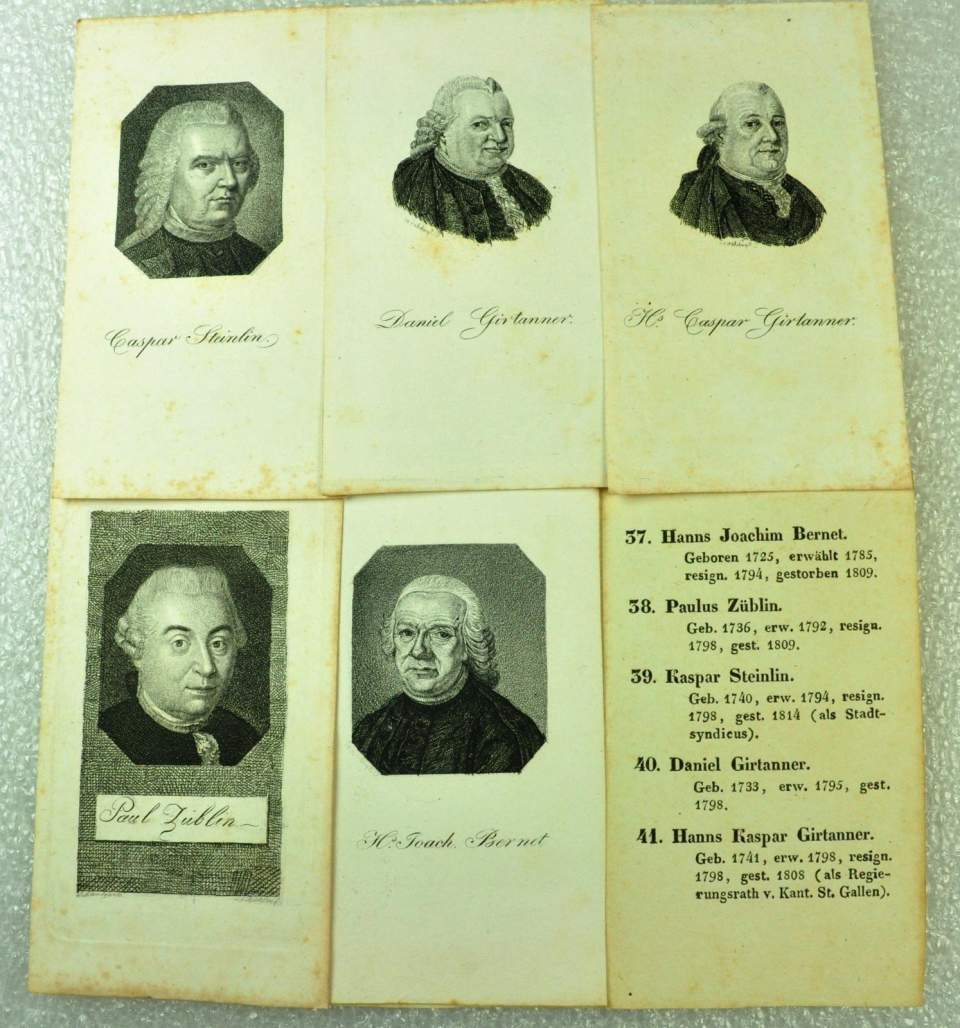 Caspar Steinlin
Daniel Girtanner.
Hs Caspar Girtanner.
Paul Züblin
Hs Joach. Bernet
37. Hanns Joachim Bernet.
Geboren 1725, erwählt 1785,
resign. 1794, gestorben 1809.
38. Paulus Züblin.
Geb. 1736, erw. 1792, resign.
1798, gest. 1809.
39. Kaspar Steinlin.
Geb. 1740, erw. 1794, resign.
1798, gest. 1814 (als Stadt-
syndicus).
40. Daniel Girtanner.
Geb. 1733, erw. 1795, gest.
1798.
41. Hanns Kaspar Girtanner.
Geb. 1741, erw. 1798, resign.
1798, gest. 1808 (als Regie-
rungsrath v. Kant. St. Gallen).